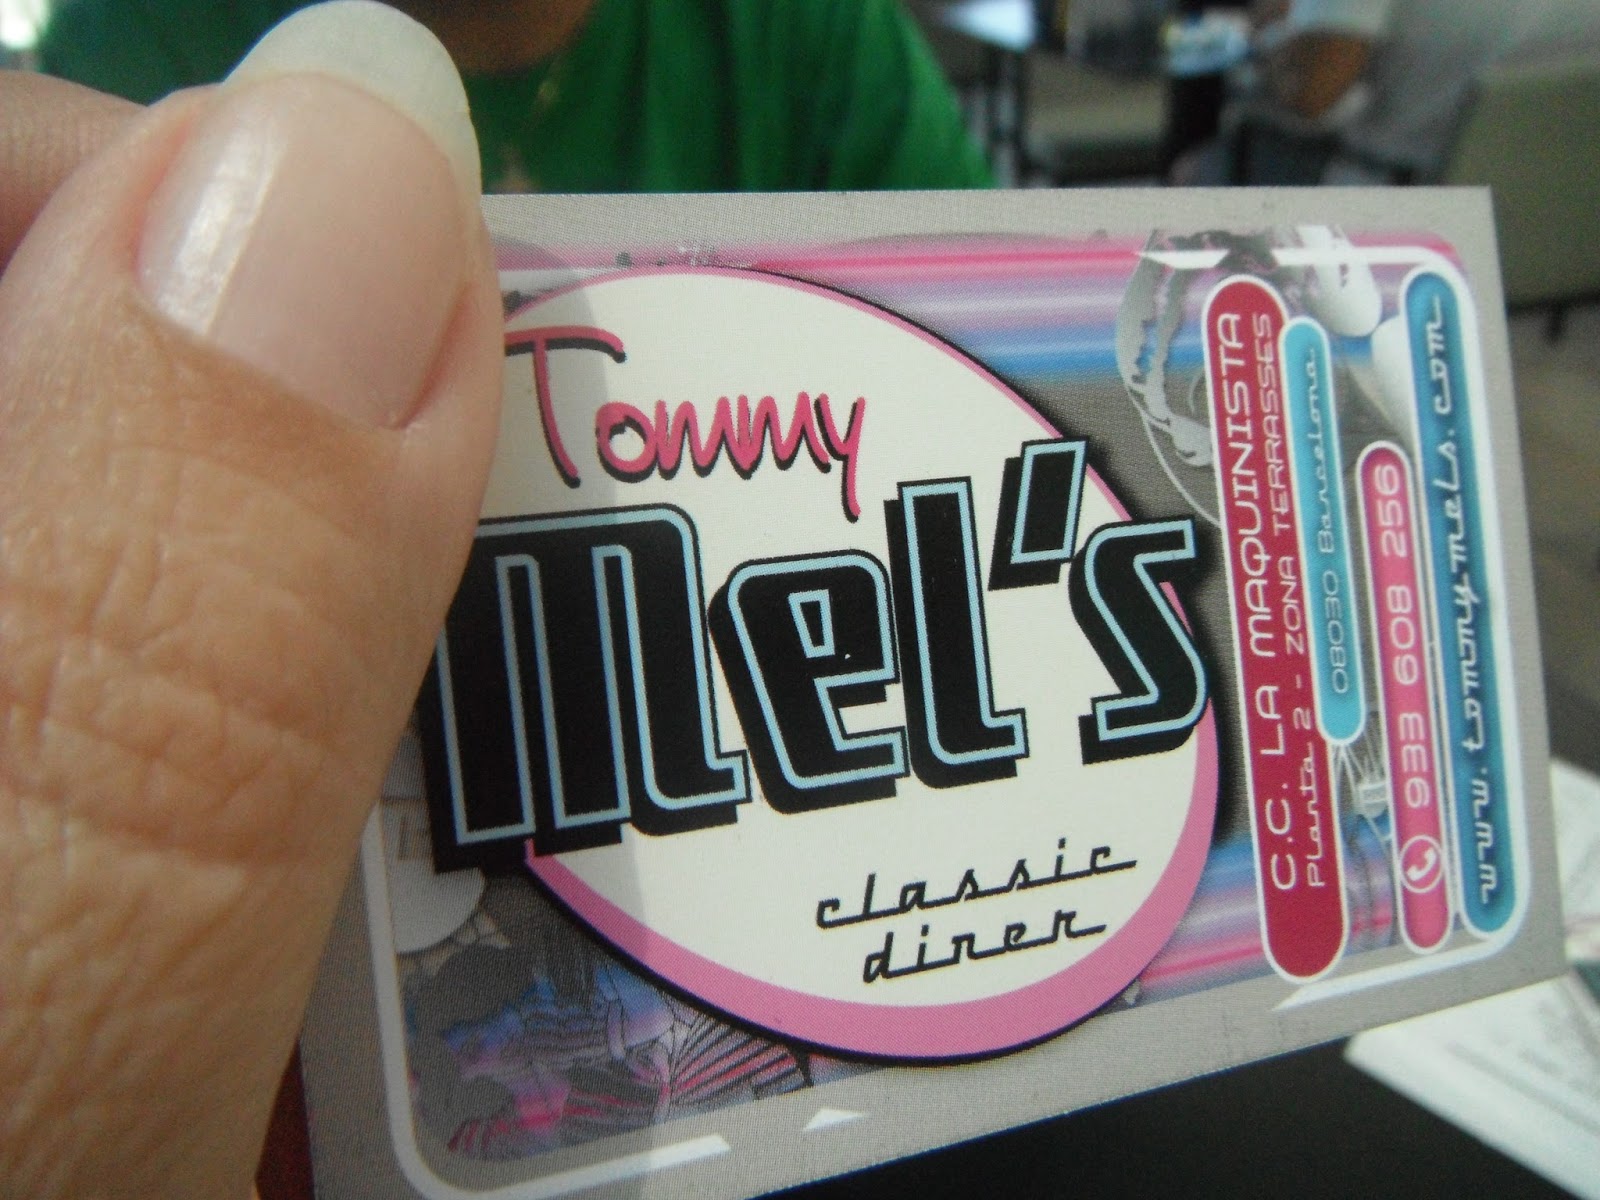 Tommy
Mel's
classic
diner
C.C. LA MAQUINISTA
Planta 2 - ZONA TERRASSES
08030 Barcelona
933 608 256
www.tommymels.com